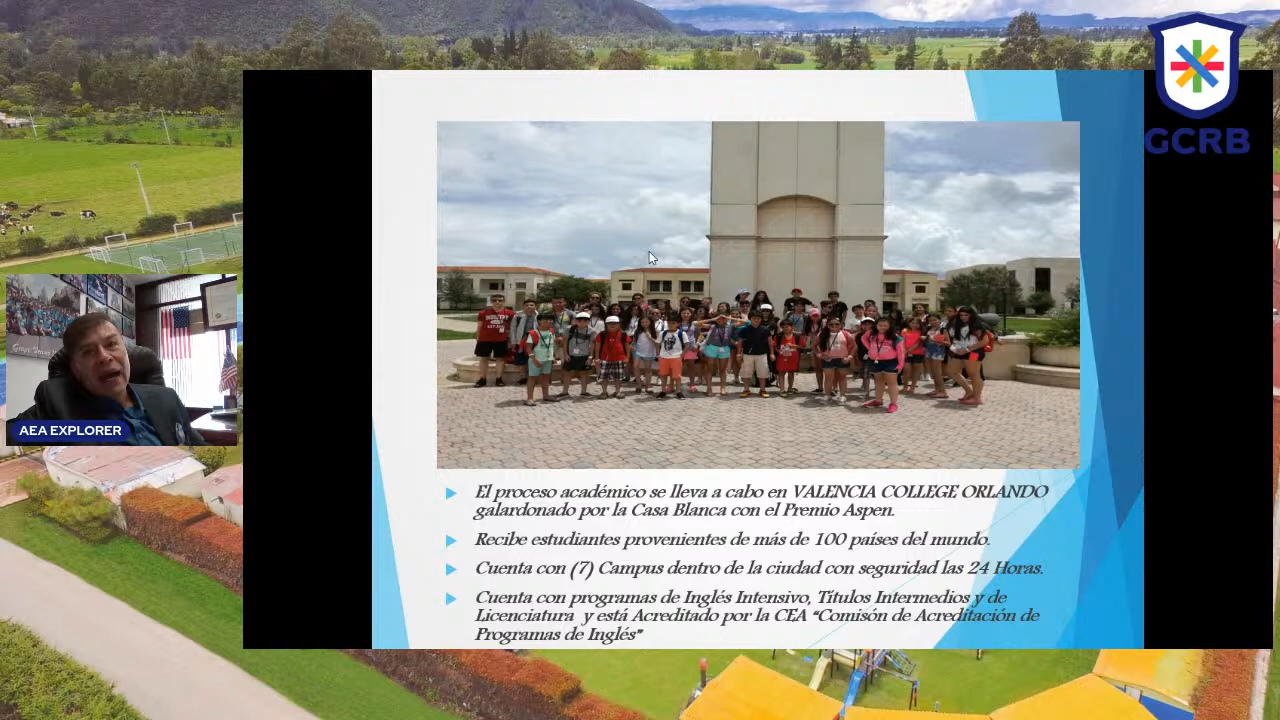 GCRB
AEA EXPLORER
El proceso académico se lleva a cabo en VALENCIA COLLEGE ORLANDO
galardonado por la Casa Blanca con el Premio Aspen.
Recibe estudiantes provenientes de más de 100 países del mundo.
Cuenta con (7) Campus dentro de la ciudad con seguridad las 24 Horas.
Cuenta con programas de Inglés Intensivo, Títulos Intermedios y de
Licenciatura y está Acreditado por la CEA “Comisón de Acreditación de
Programas de Inglés”